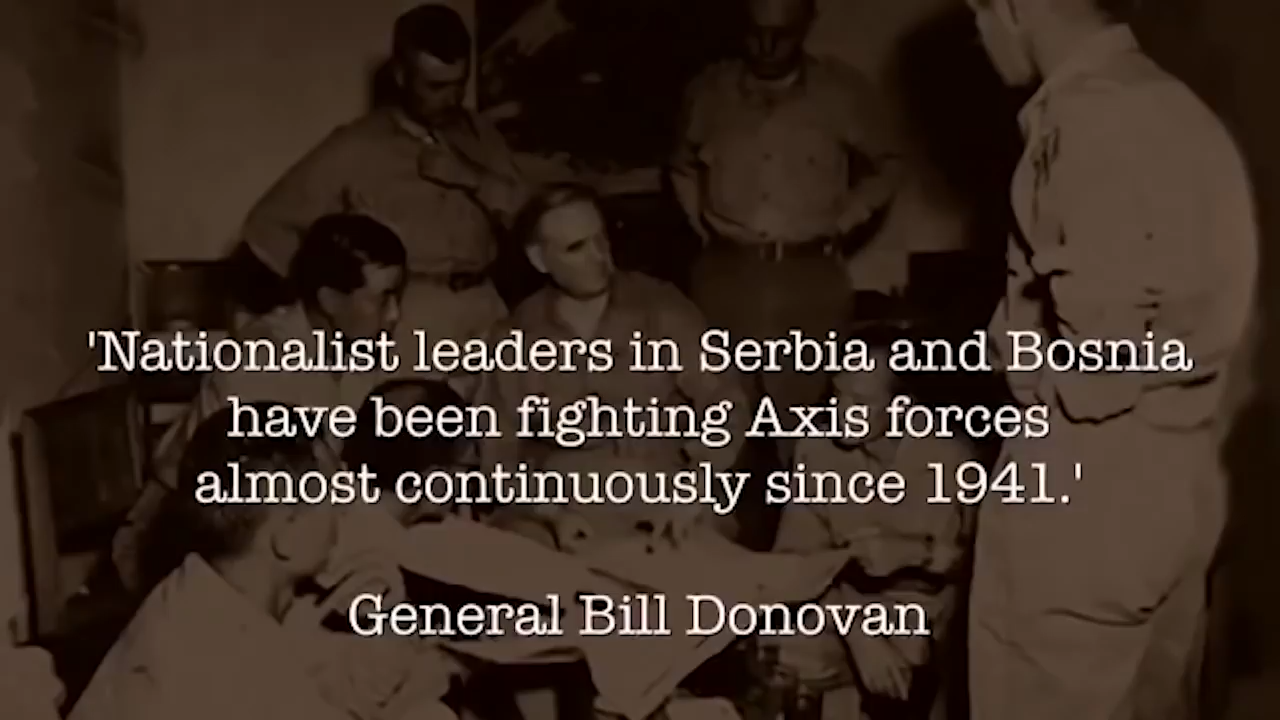 'Nationalist leaders in Serbia and Bosnia
have been fighting Axis forces
almost continuously since 1941.'
General Bill Donovan